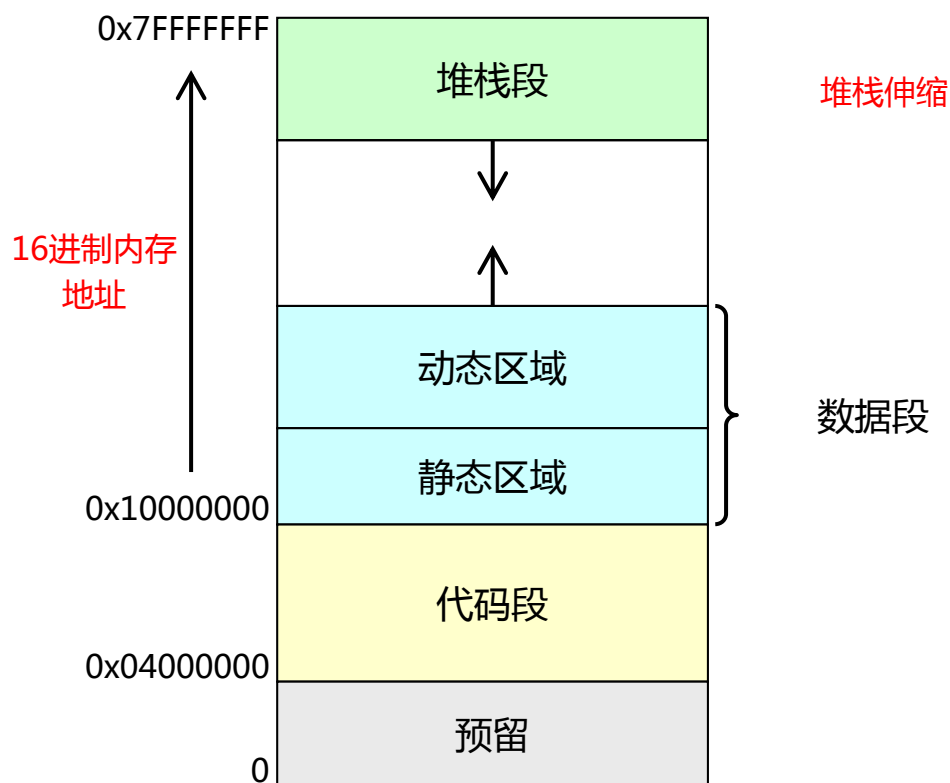 0x7FFFFFFF
堆栈段
堆栈伸缩
16进制内存
地址
动态区域
数据段
静态区域
0x10000000
代码段
0x04000000
预留
0